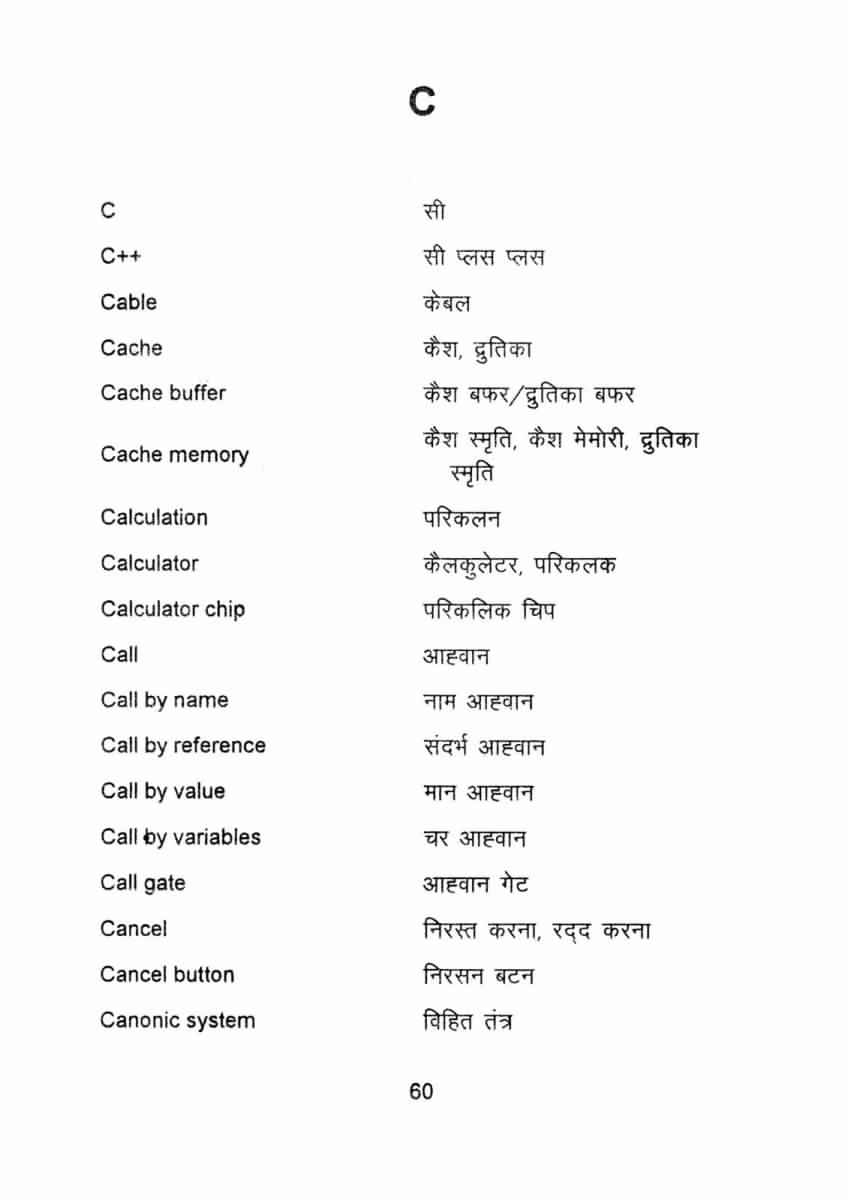 C
C सी
C++ सी प्लस प्लस
Cable केबल
Cache कैश, द्रुतिका
Cache buffer कैश बफर/द्रुतिका बफर
Cache memory कैश स्मृति, कैश मेमोरी, द्रुतिका
स्मृति
Calculation परिकलन
Calculator कैलकुलेटर, परिकलक
Calculator chip परिकलिक चिप
Call आह्वान
Call by name नाम आह्वान
Call by reference संदर्भ आह्वान
Call by value मान आह्वान
Call by variables चर आह्वान
Call gate आह्वान गेट
Cancel निरस्त करना, रद्द करना
Cancel button निरसन बटन
Canonic system विहित तंत्र
60